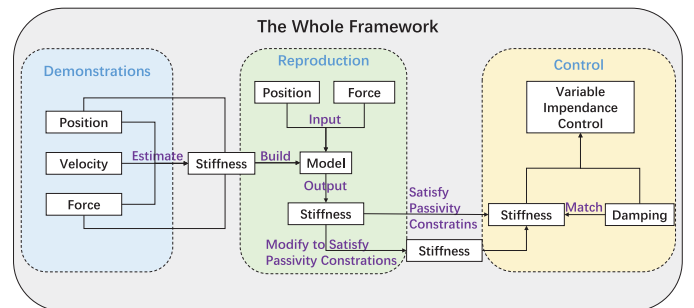 The Whole Framework
Demonstrations
Position
Velocity
Force
Estimate
Stiffness
Build
Reproduction
Position
Force
Input
Model
Output
Stiffness
Modify to Satisfy
Passivity Constrations
Satisfy
Passivity
Constratins
Stiffness
Control
Variable
Impendance
Control
Stiffness
Match
Damping